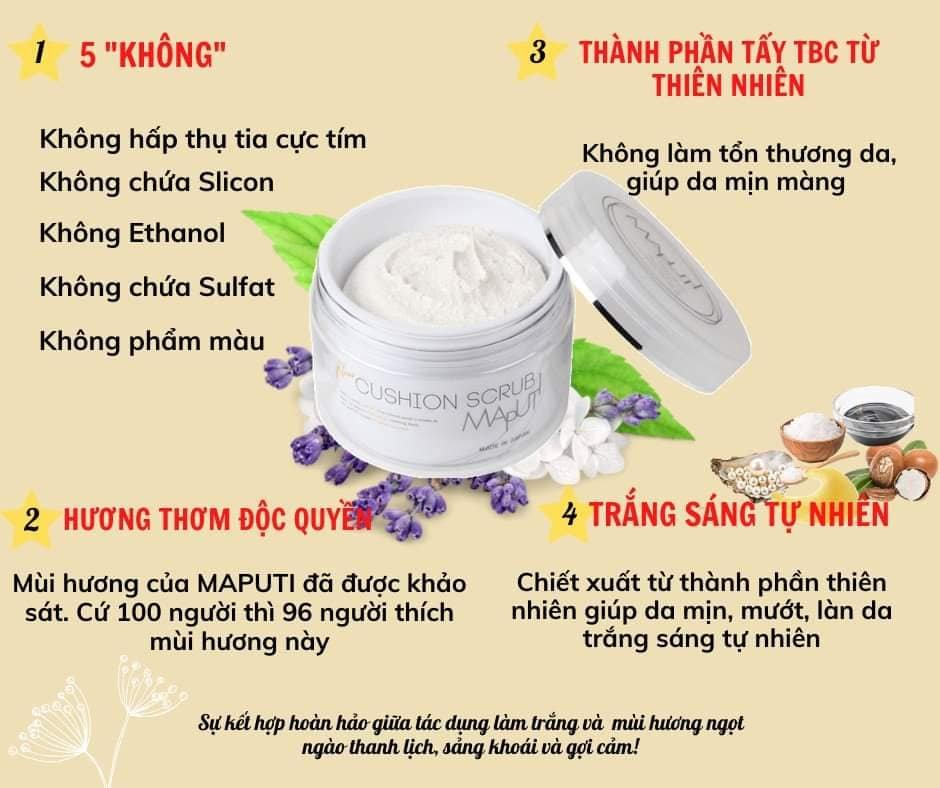 1
5 "KHÔNG"
Không hấp thụ tia cực tím
Không chứa Slicon
Không Ethanol
Không chứa Sulfat
Không phẩm màu
3
THÀNH PHẦN TẤY TBC TỪ
THIÊN NHIÊN
Không làm tổn thương da,
giúp da mịn màng
MAPUTI
New
CUSHION SCRUB
MAPUTI
MADE IN JAPAN
2
HƯƠNG THƠM ĐỘC QUYỀN
Mùi hương của MAPUTI đã được khảo
sát. Cứ 100 người thì 96 người thích
mùi hương này
4
TRẮNG SÁNG TỰ NHIÊN
Chiết xuất từ thành phần thiên
nhiên giúp da mịn, mướt, làn da
trắng sáng tự nhiên
Sự kết hợp hoàn hảo giữa tác dụng làm trắng và mùi hương ngọt
ngào thanh lịch, sảng khoái và gợi cảm!